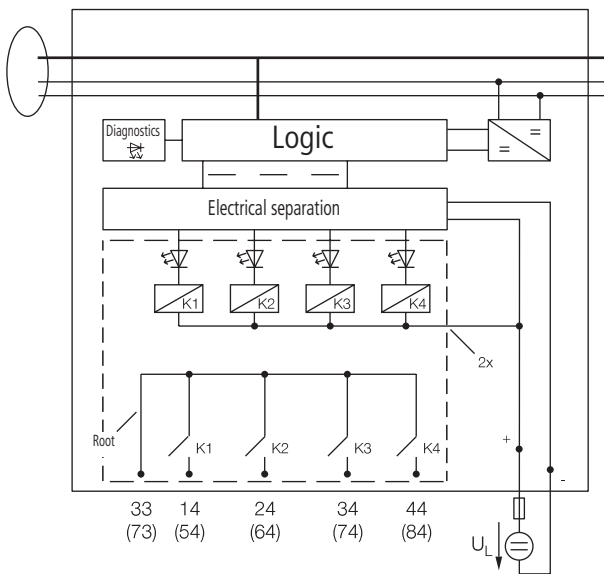 Diagnostics
Logic
=
=
Electrical separation
K1 K2 K3 K4
2x
Root
K1 K2 K3 K4
+
-
33 14 24 34 44
(73) (54) (64) (74) (84)
UL
=